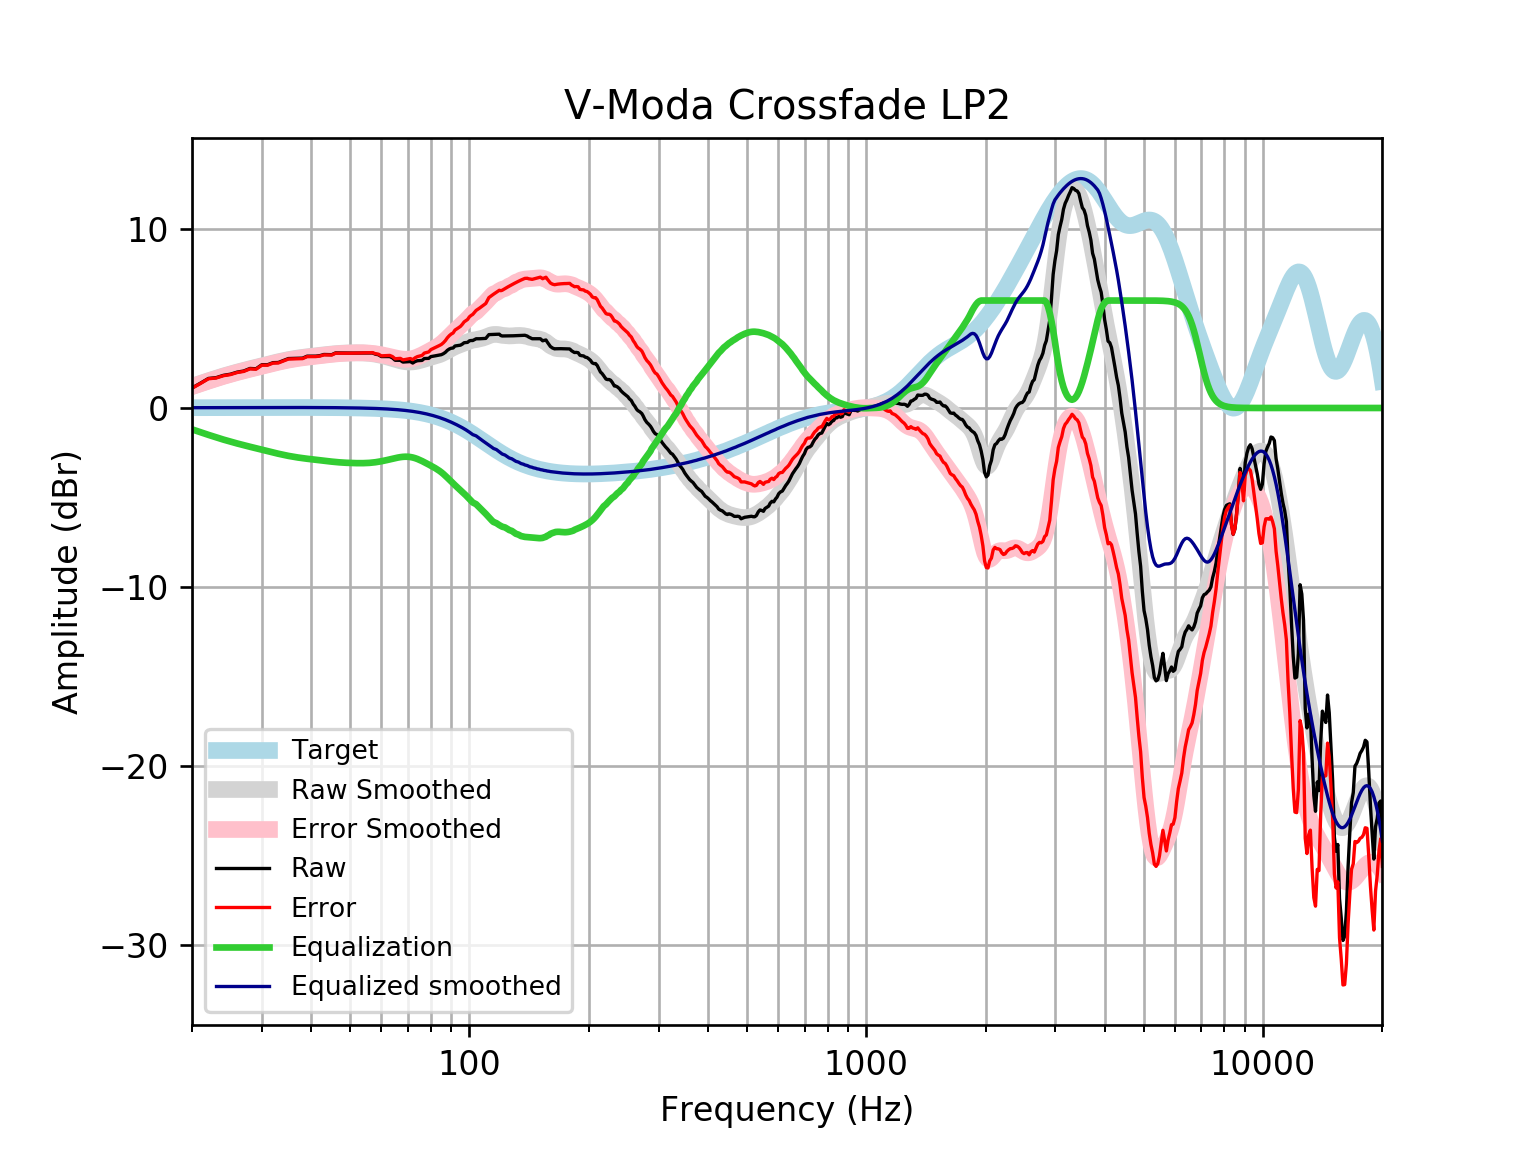 V-Moda Crossfade LP2
Amplitude (dBr)
10
0
−10
−20
−30
Target
Raw Smoothed
Error Smoothed
Raw
Error
Equalization
Equalized smoothed
100
1000
10000
Frequency (Hz)